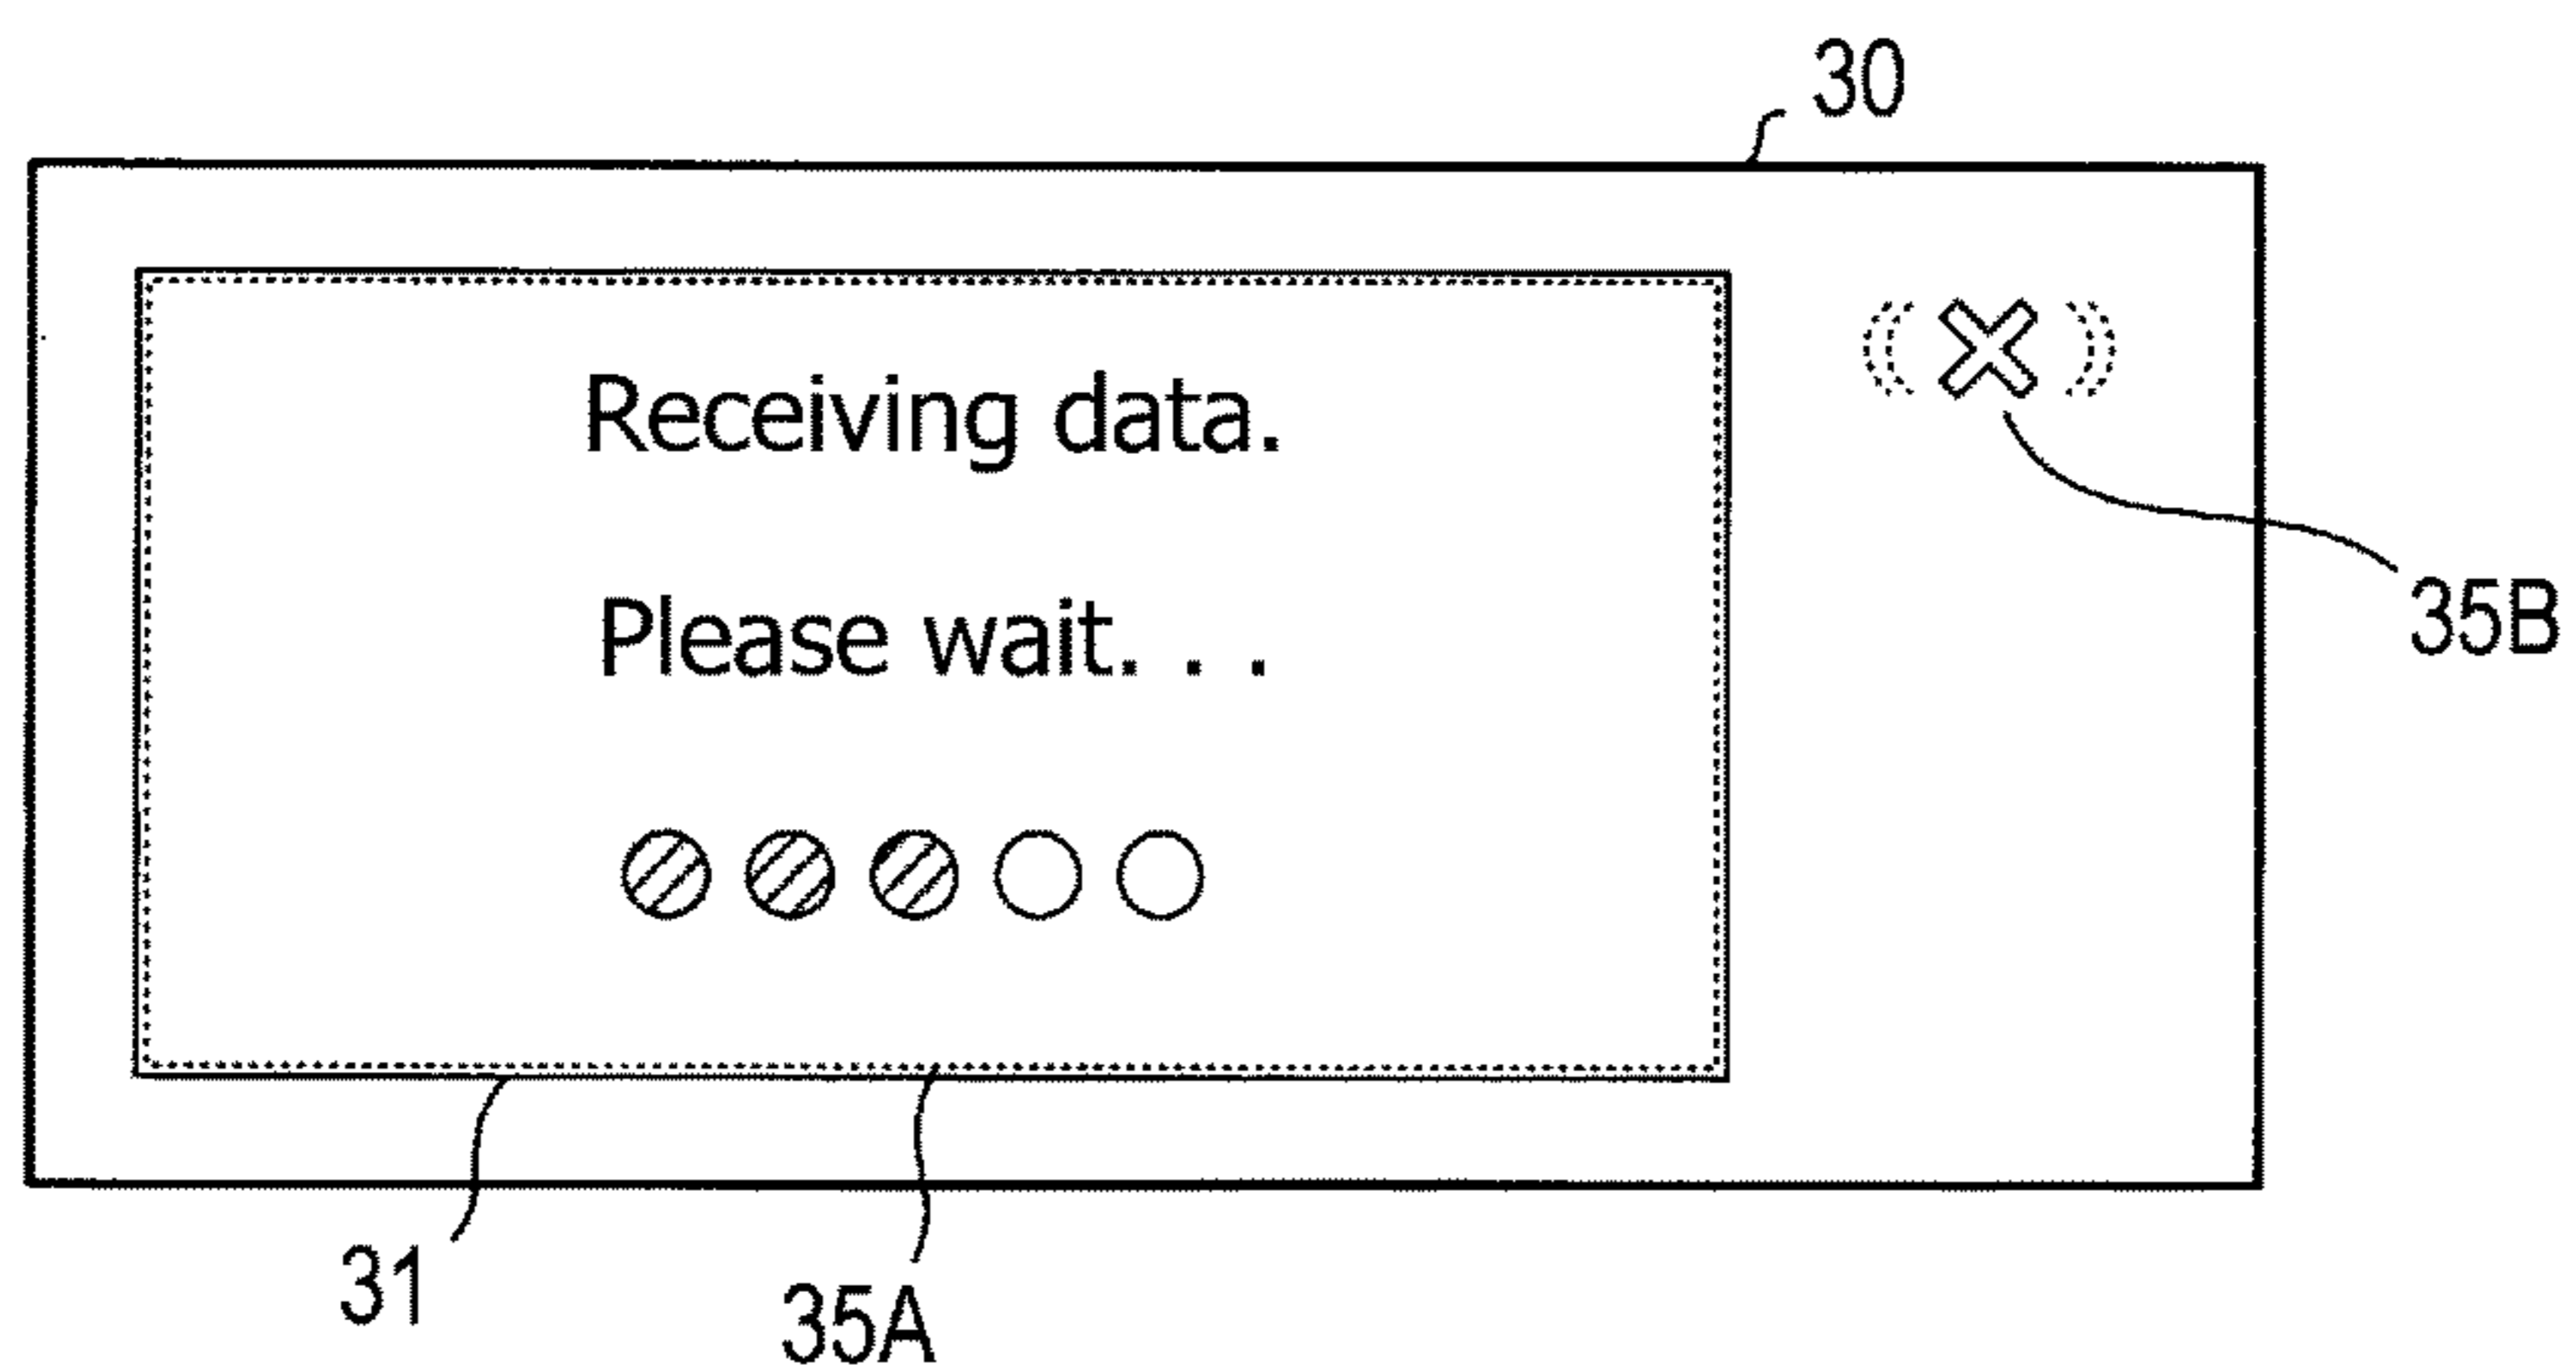 30
Receiving data.
Please wait. . .
35B
31
35A